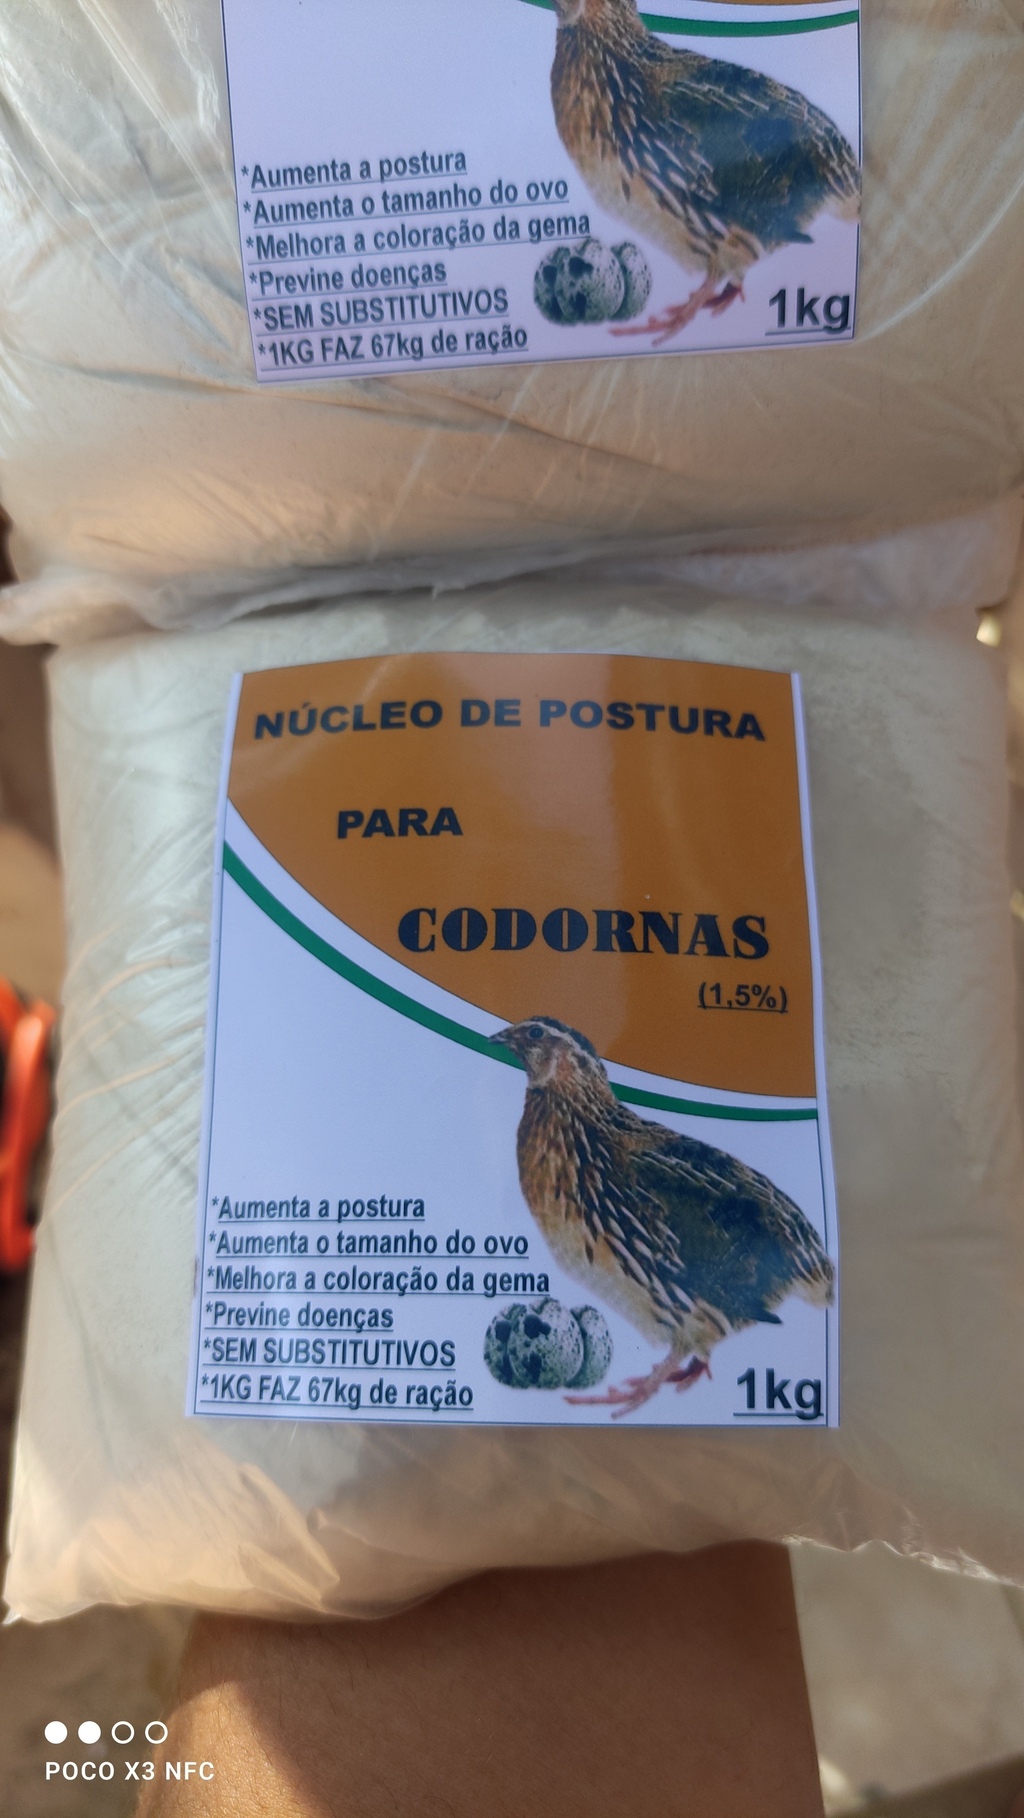 *Aumenta a postura
*Aumenta o tamanho do ovo
*Melhora a coloração da gema
*Previne doenças
*SEM SUBSTITUTIVOS
*1KG FAZ 67kg de ração
1kg
NÚCLEO DE POSTURA
PARA
CODORNAS
(1,5%)
*Aumenta a postura
*Aumenta o tamanho do ovo
*Melhora a coloração da gema
*Previne doenças
*SEM SUBSTITUTIVOS
*1KG FAZ 67kg de ração
1kg
POCO X3 NFC